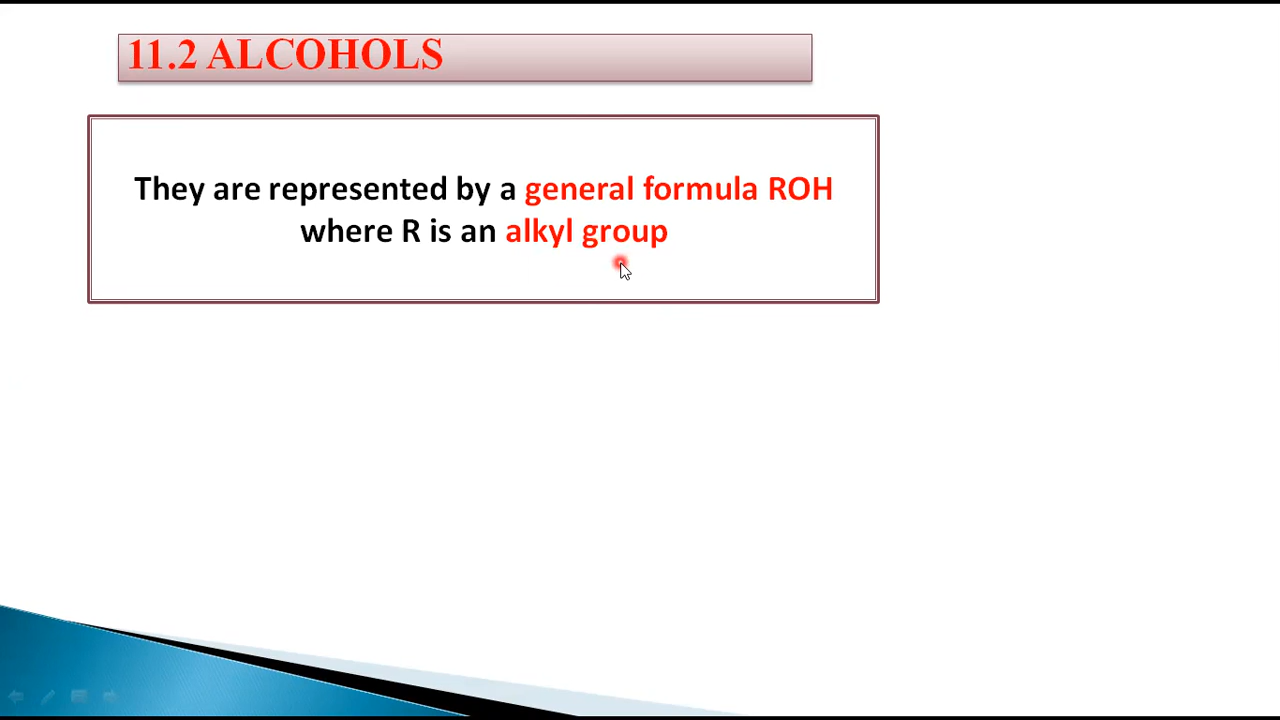 11.2 ALCOHOLS
They are represented by a general formula ROH
where R is an alkyl group